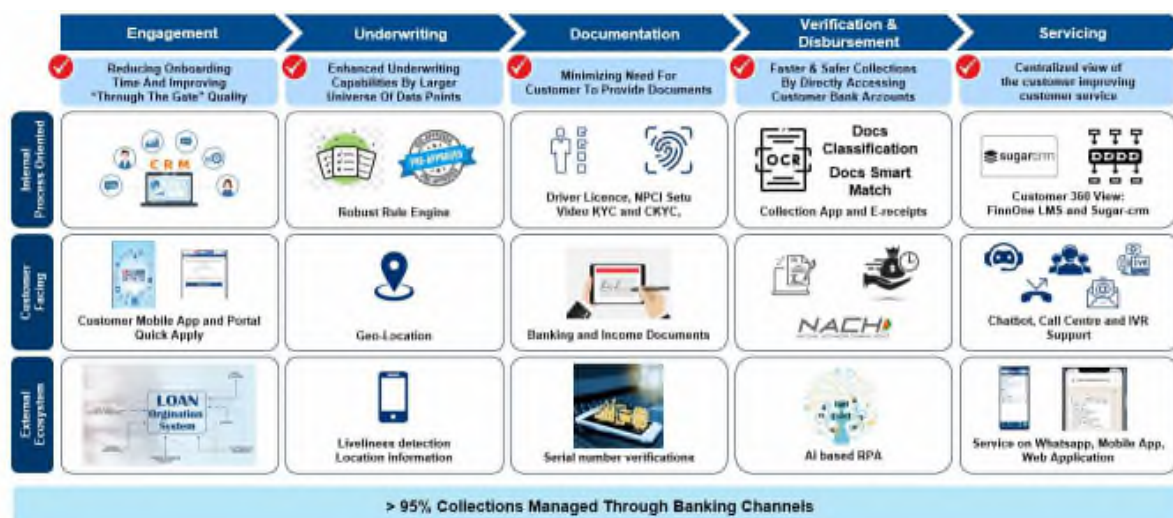 Engagement
Underwriting
Documentation
Verification &
Disbursement
Servicing
Reducing Onboarding
Time And Improving
"Through The Gate" Quality
Enhanced Underwriting
Capabilities By Larger
Universe Of Data Points
Minimizing Need For
Customer To Provide Documents
Faster & Safer Collections
By Directly Accessing
Customer Bank Accounts
Centralized view of
the customer improving
customer service
Internal
Process Oriented
CRM
PRE-APPROVED
Robust Rule Engine
Driver Licence, NPCI Setu
Video KYC and CKYC,
OCR
Docs
Classification
Docs Smart
Match
Collection App and E-receipts
sugarcrm
Customer 360 View:
FinnOne LMS and Sugar-crm
Customer
Facing
Customer Mobile App and Portal
Quick Apply
Geo-Location
Banking and Income Documents
NACH
IVR
Chatbot, Call Centre and IVR
Support
External
Ecosystem
LOAN
Orgination
System
Liveliness detection
Location information
Serial number verifications
AI based RPA
Service on Whatsapp, Mobile App,
Web Application
> 95% Collections Managed Through Banking Channels